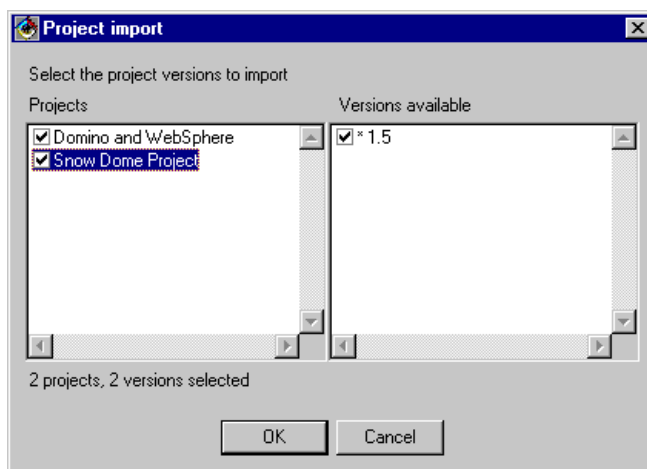 Project import
Select the project versions to import
Projects
Versions available
Domino and WebSphere
Snow Dome Project
* 1.5
2 projects, 2 versions selected
OK
Cancel